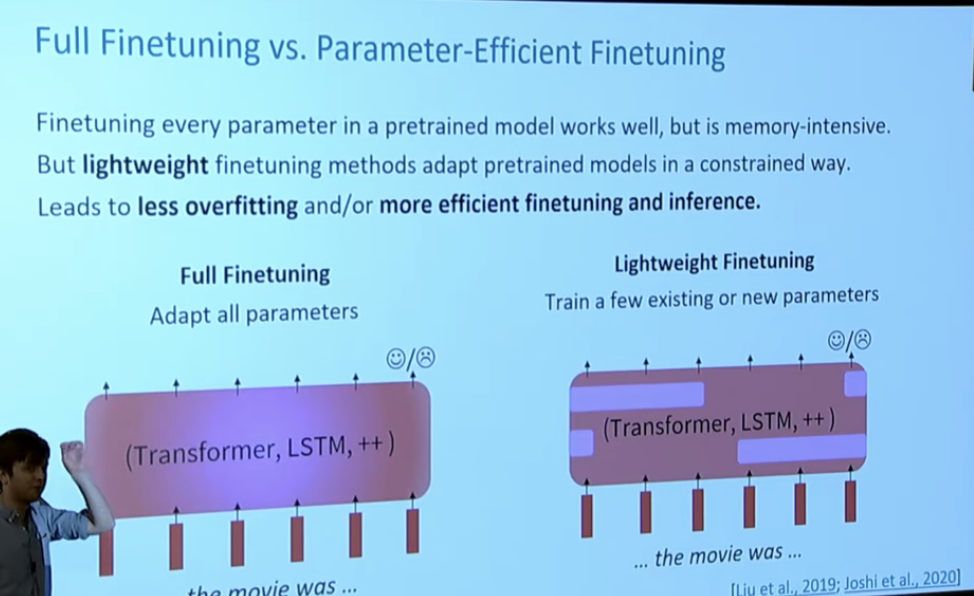 Full Finetuning vs. Parameter-Efficient Finetuning
Finetuning every parameter in a pretrained model works well, but is memory-intensive.
But lightweight finetuning methods adapt pretrained models in a constrained way.
Leads to less overfitting and/or more efficient finetuning and inference.
Full Finetuning
Adapt all parameters
☺/☹
(Transformer, LSTM, ++ )
the movie was ...
Lightweight Finetuning
Train a few existing or new parameters
☺/☹
(Transformer, LSTM, ++ )
... the movie was ...
[Liu et al., 2019; Joshi et al., 2020]